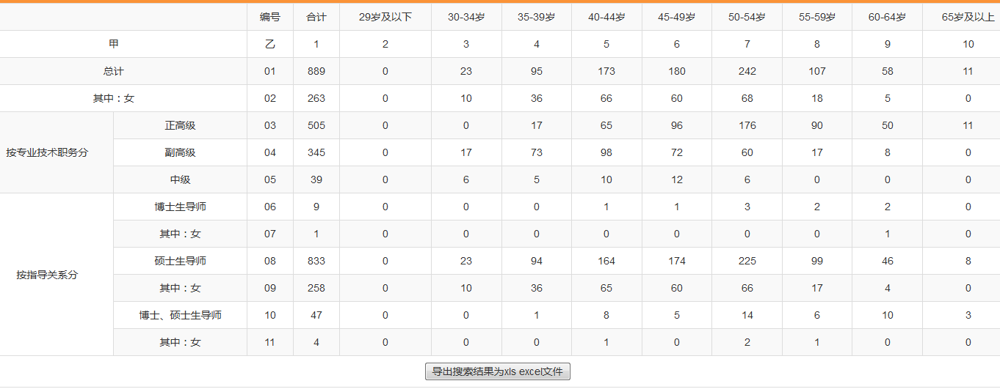 编号 合计 29岁及以下 30-34岁 35-39岁 40-44岁 45-49岁 50-54岁 55-59岁 60-64岁 65岁及以上
甲 乙 1 2 3 4 5 6 7 8 9 10
总计 01 889 0 23 95 173 180 242 107 58 11
其中：女 02 263 0 10 36 66 60 68 18 5 0
按专业技术职务分 正高级 03 505 0 0 17 65 96 176 90 50 11
副高级 04 345 0 17 73 98 72 60 17 8 0
中级 05 39 0 6 5 10 12 6 0 0 0
按指导关系分 博士生导师 06 9 0 0 0 1 1 3 2 2 0
其中：女 07 1 0 0 0 0 0 0 0 1 0
硕士生导师 08 833 0 23 94 164 174 225 99 46 8
其中：女 09 258 0 10 36 65 60 66 17 4 0
博士、硕士生导师 10 47 0 0 1 8 5 14 6 10 3
其中：女 11 4 0 0 0 1 0 2 1 0 0
导出搜索结果为xls excel文件